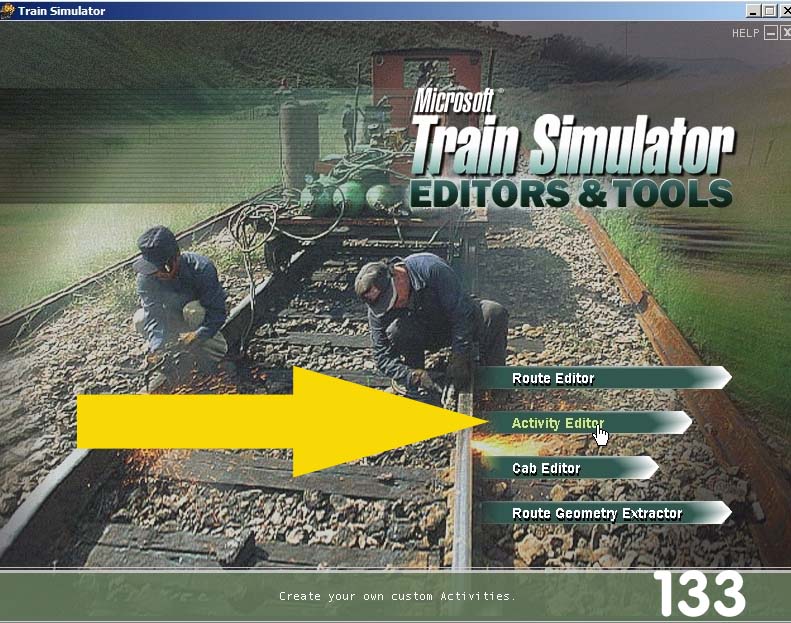 Train Simulator
HELP
Microsoft®
Train Simulator
EDITORS & TOOLS
Route Editor
Activity Editor
Cab Editor
Route Geometry Extractor
Create your own custom Activities.
133